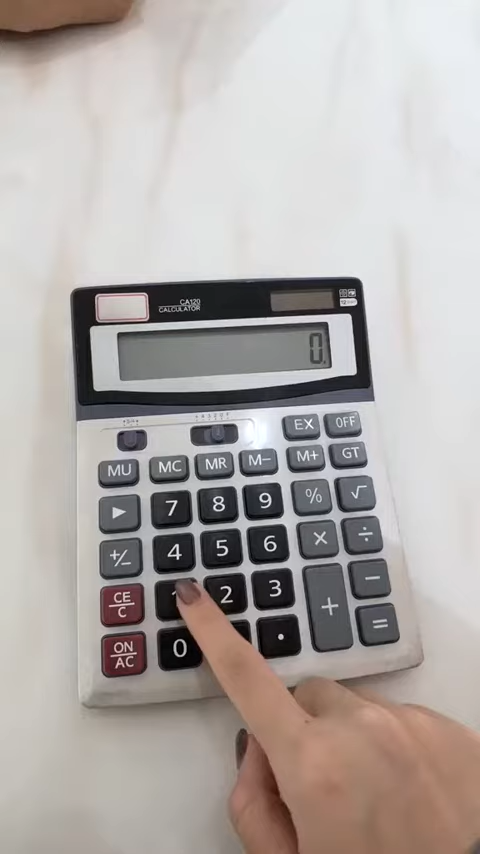 CA120
CALCULATOR
0.
EX OFF
MU MC MR M− M+ GT
▶ 7 8 9 % √
+/− 4 5 6 × ÷
CE/C 1 2 3 + −
ON/AC 0 . =